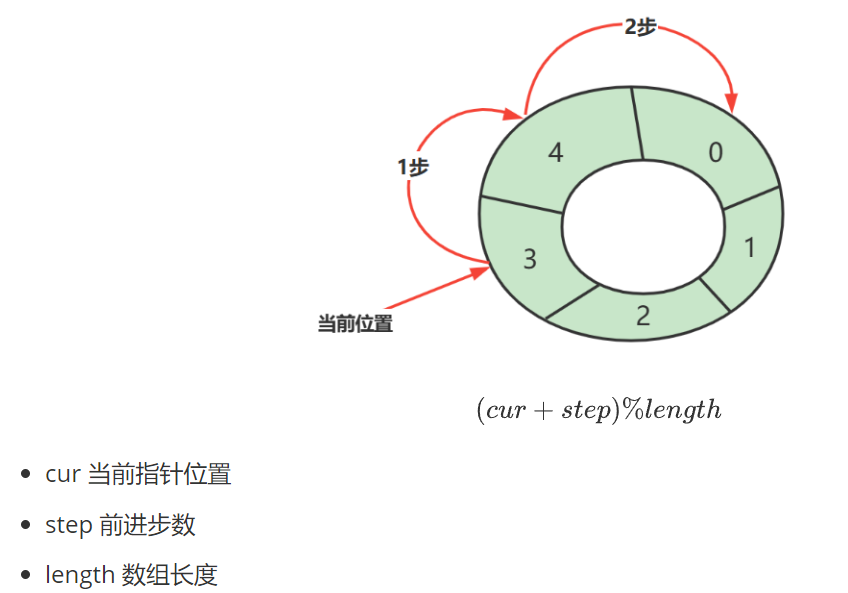 2步
4
0
1步
3
1
当前位置
2
(cur + step)%length
cur 当前指针位置
step 前进步数
length 数组长度